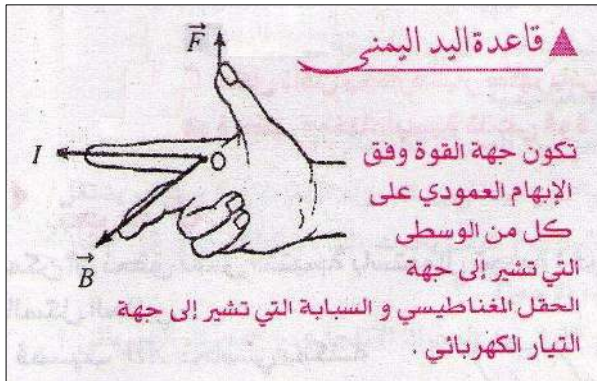 قاعدة اليد اليمنى
F
تكون جهة القوة وفق
I
O
الإبهام العمودي على
كل من الوسطى
B
التي تشير إلى جهة
الحقل المغناطيسي و السبابة التي تشير إلى جهة
التيار الكهربائي .